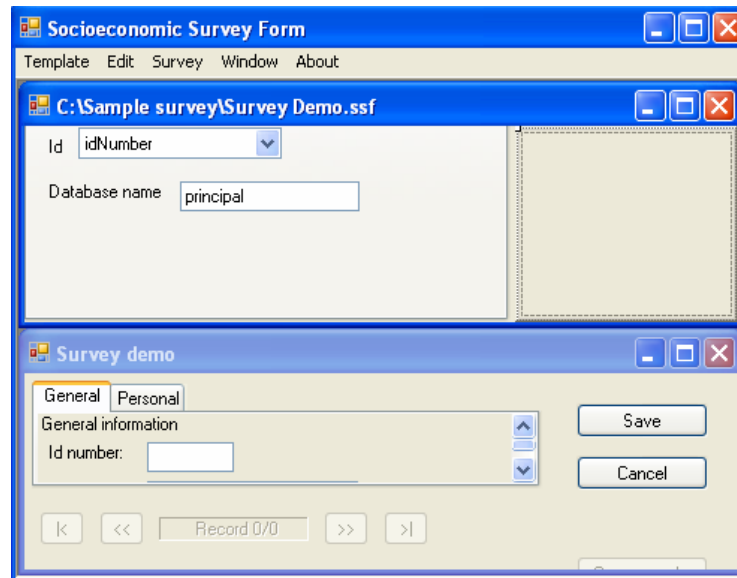 Socioeconomic Survey Form
Template Edit Survey Window About
C:\Sample survey\Survey Demo.ssf
Id idNumber
Database name principal
Survey demo
General Personal
General information
Id number:
Save
Cancel
|< << Record 0/0 >> >|